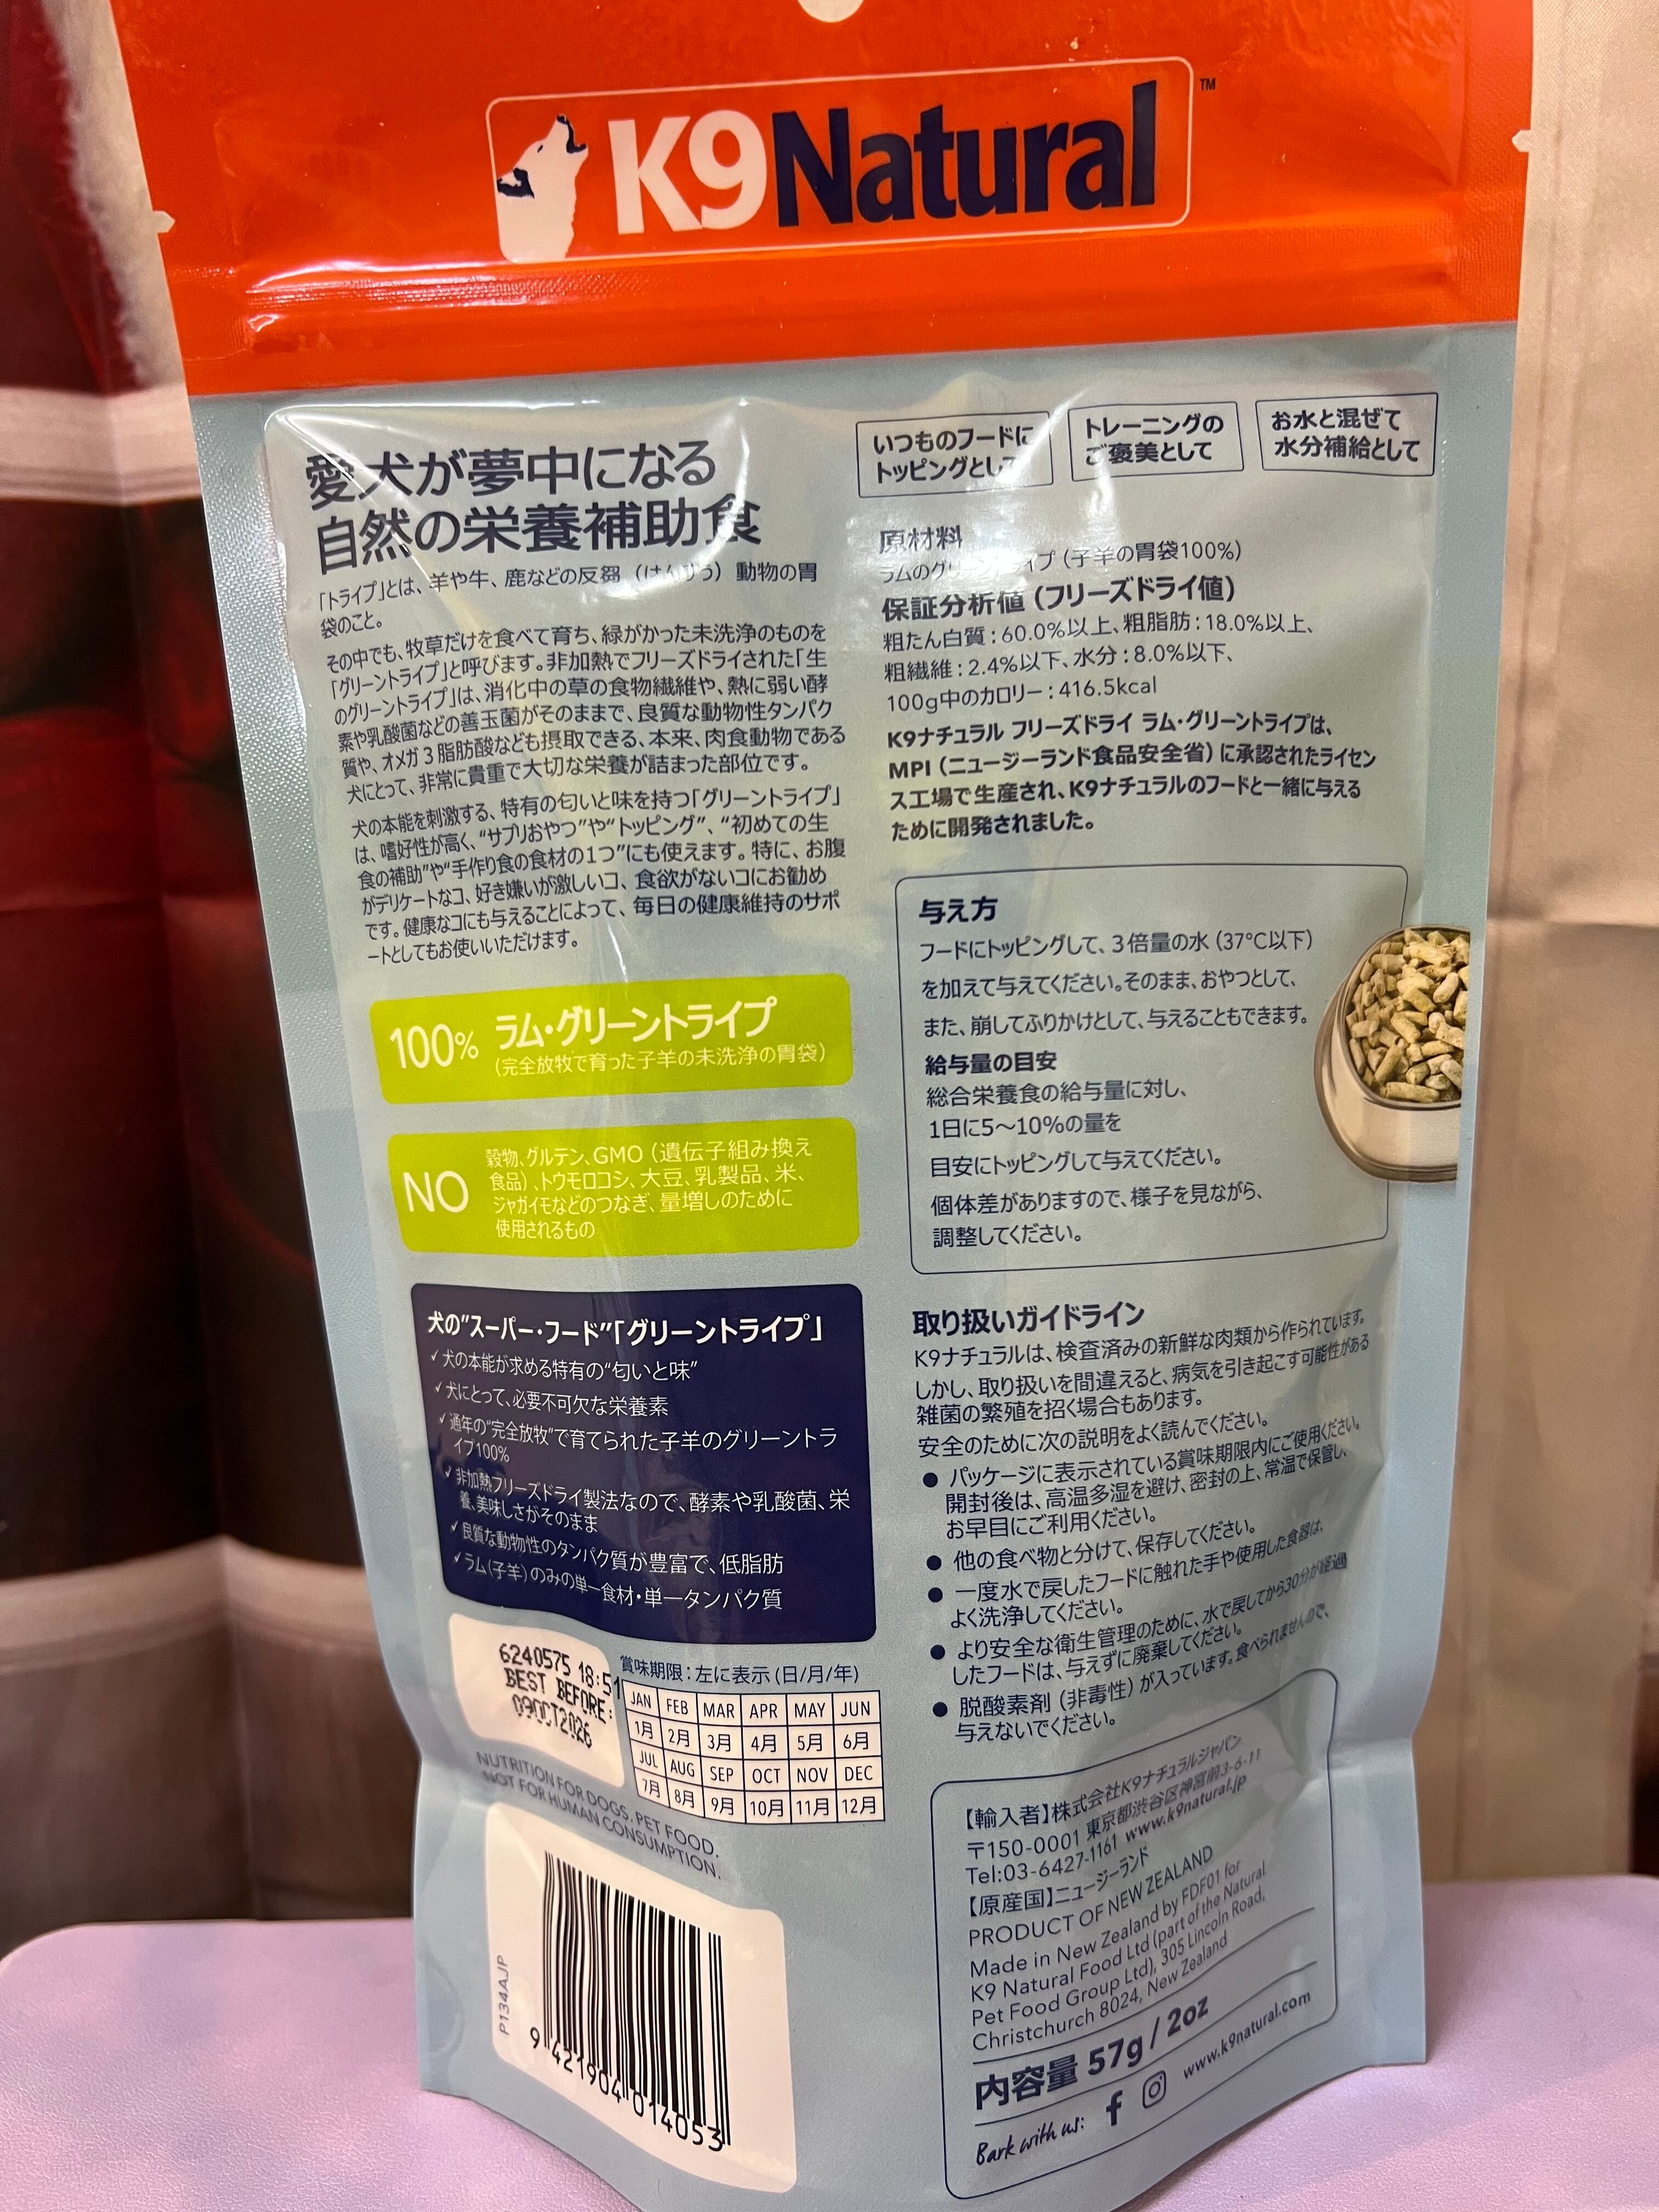 K9Natural™
愛犬が夢中になる
自然の栄養補助食
「トライプ」とは、羊や牛、鹿などの反芻（はんすう）動物の胃
袋のこと。
その中でも、牧草だけを食べて育ち、緑がかった未洗浄のものを
「グリーントライプ」と呼びます。非加熱でフリーズドライされた「生
のグリーントライプ」は、消化中の草の食物繊維や、熱に弱い酵
素や乳酸菌などの善玉菌がそのままで、良質な動物性タンパク
質や、オメガ3脂肪酸なども摂取できる、本来、肉食動物である
犬にとって、非常に貴重で大切な栄養が詰まった部位です。
犬の本能を刺激する、特有の匂いと味を持つ「グリーントライプ」
は、嗜好性が高く、“サプリおやつ”や“トッピング”、“初めての生
食の補助”や“手作り食の食材の1つ”にも使えます。特に、お腹
がデリケートなコ、好き嫌いが激しいコ、食欲がないコにお勧め
です。健康なコにも与えることによって、毎日の健康維持のサポ
ートとしてもお使いいただけます。
100% ラム・グリーントライプ
（完全放牧で育った子羊の未洗浄の胃袋）
NO
穀物、グルテン、GMO（遺伝子組み換え
食品）、トウモロコシ、大豆、乳製品、米、
ジャガイモなどのつなぎ、量増しのために
使用されるもの
犬の”スーパー・フード”「グリーントライプ」
✓ 犬の本能が求める特有の“匂いと味”
✓ 犬にとって、必要不可欠な栄養素
✓ 通年の“完全放牧”で育てられた子羊のグリーントラ
イプ100%
✓ 非加熱フリーズドライ製法なので、酵素や乳酸菌、栄
養、美味しさがそのまま
✓ 良質な動物性のタンパク質が豊富で、低脂肪
✓ ラム(子羊)のみの単一食材・単一タンパク質
6240575 18:51
BEST BEFORE:
09OCT2026
賞味期限：左に表示 (日/月/年)
JAN FEB MAR APR MAY JUN
1月 2月 3月 4月 5月 6月
JUL AUG SEP OCT NOV DEC
7月 8月 9月 10月 11月 12月
NUTRITION FOR DOGS. PET FOOD.
NOT FOR HUMAN CONSUMPTION.
P134AJP
9 421904 014053
いつものフードに
トッピングとして
トレーニングの
ご褒美として
お水と混ぜて
水分補給として
原材料
ラムのグリーントライプ（子羊の胃袋100%）
保証分析値（フリーズドライ値）
粗たん白質：60.0%以上、粗脂肪：18.0%以上、
粗繊維：2.4%以下、水分：8.0%以下、
100g中のカロリー：416.5kcal
K9ナチュラル フリーズドライ ラム・グリーントライプは、
MPI（ニュージーランド食品安全省）に承認されたライセン
ス工場で生産され、K9ナチュラルのフードと一緒に与える
ために開発されました。
与え方
フードにトッピングして、3倍量の水（37℃以下）
を加えて与えてください。そのまま、おやつとして、
また、崩してふりかけとして、与えることもできます。
給与量の目安
総合栄養食の給与量に対し、
1日に5〜10%の量を
目安にトッピングして与えてください。
個体差がありますので、様子を見ながら、
調整してください。
取り扱いガイドライン
K9ナチュラルは、検査済みの新鮮な肉類から作られています。
しかし、取り扱いを間違えると、病気を引き起こす可能性がある
雑菌の繁殖を招く場合もあります。
安全のために次の説明をよく読んでください。
● パッケージに表示されている賞味期限内にご使用ください。
開封後は、高温多湿を避け、密封の上、常温で保管し、
お早目にご利用ください。
● 他の食べ物と分けて、保存してください。
● 一度水で戻したフードに触れた手や使用した食器は、
よく洗浄してください。
● より安全な衛生管理のために、水で戻してから30分が経過
したフードは、与えずに廃棄してください。
● 脱酸素剤（非毒性）が入っています。食べられませんので、
与えないでください。
【輸入者】株式会社K9ナチュラルジャパン
〒150-0001 東京都渋谷区神宮前3-6-11
Tel:03-6427-1161 www.k9natural.jp
【原産国】ニュージーランド
PRODUCT OF NEW ZEALAND
Made in New Zealand by FDF01 for
K9 Natural Food Ltd (part of the Natural
Pet Food Group Ltd), 305 Lincoln Road,
Christchurch 8024, New Zealand
内容量 57g / 2oz
Bark with us: www.k9natural.com